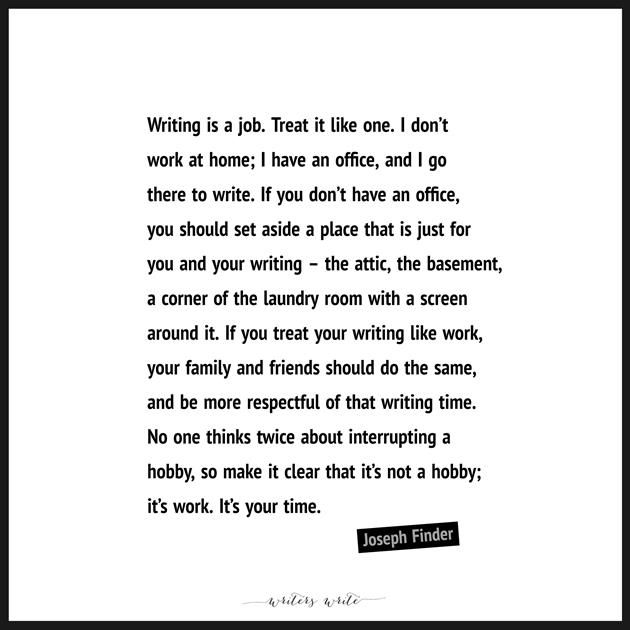 Writing is a job. Treat it like one. I don’t
work at home; I have an office, and I go
there to write. If you don’t have an office,
you should set aside a place that is just for
you and your writing – the attic, the basement,
a corner of the laundry room with a screen
around it. If you treat your writing like work,
your family and friends should do the same,
and be more respectful of that writing time.
No one thinks twice about interrupting a
hobby, so make it clear that it’s not a hobby;
it’s work. It’s your time.
Joseph Finder
writers write